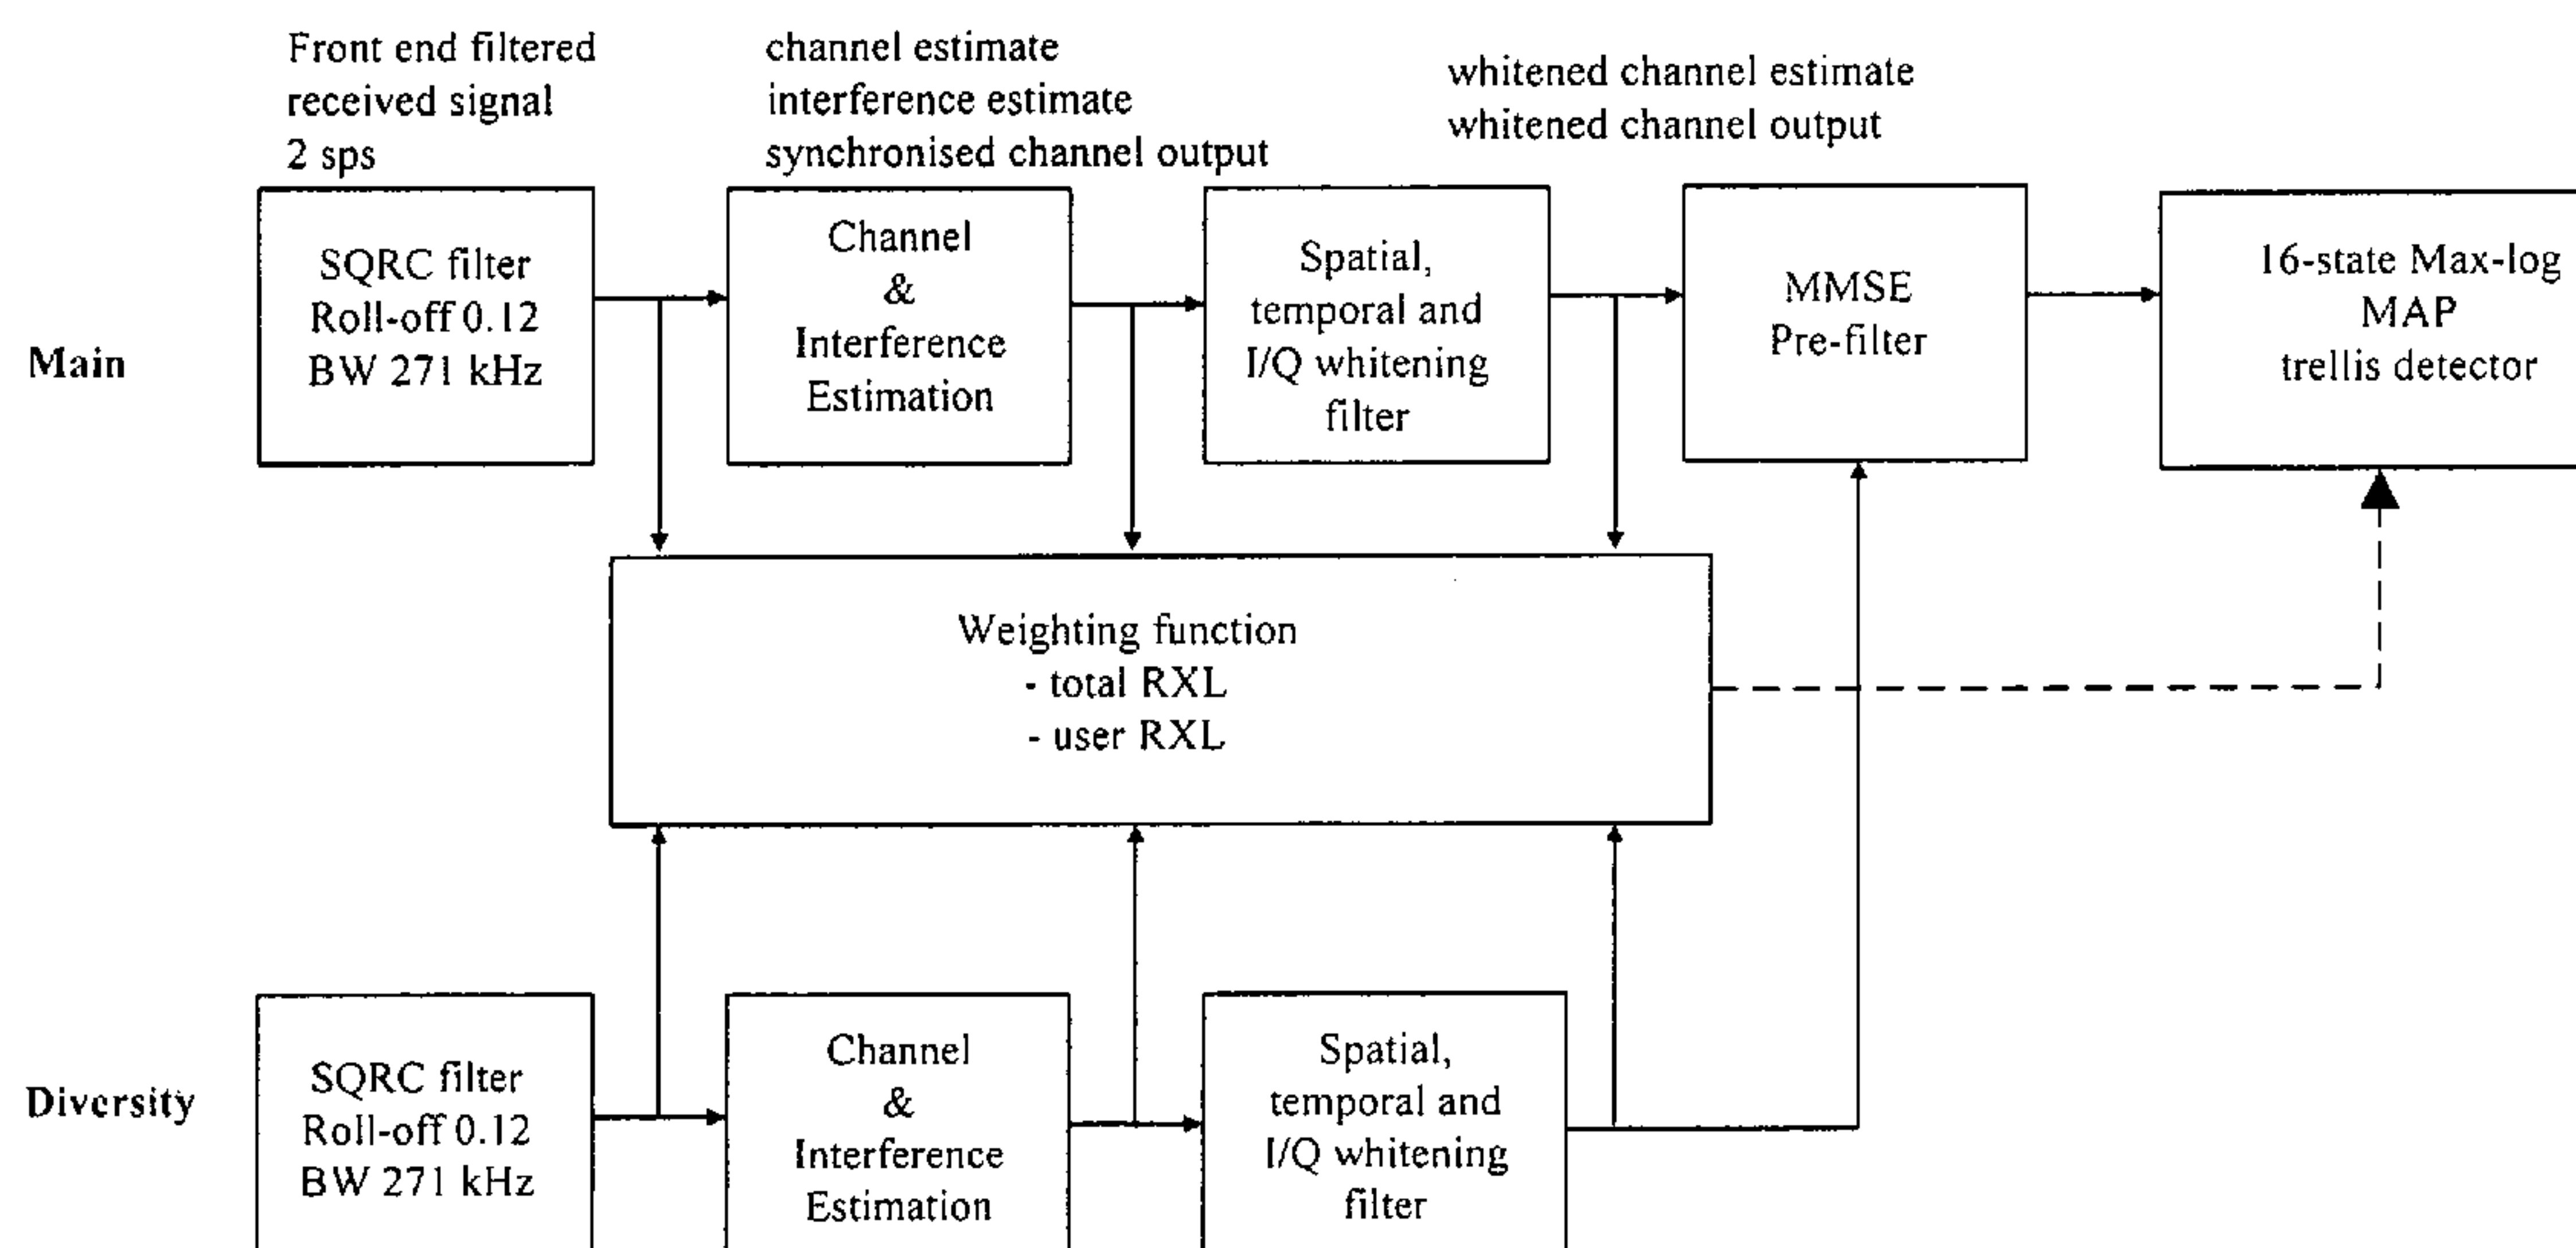 Front end filtered
received signal
2 sps
channel estimate
interference estimate
synchronised channel output
whitened channel estimate
whitened channel output
Main
SQRC filter
Roll-off 0.12
BW 271 kHz
Channel
&
Interference
Estimation
Spatial,
temporal and
I/Q whitening
filter
MMSE
Pre-filter
16-state Max-log
MAP
trellis detector
Weighting function
- total RXL
- user RXL
Diversity
SQRC filter
Roll-off 0.12
BW 271 kHz
Channel
&
Interference
Estimation
Spatial,
temporal and
I/Q whitening
filter